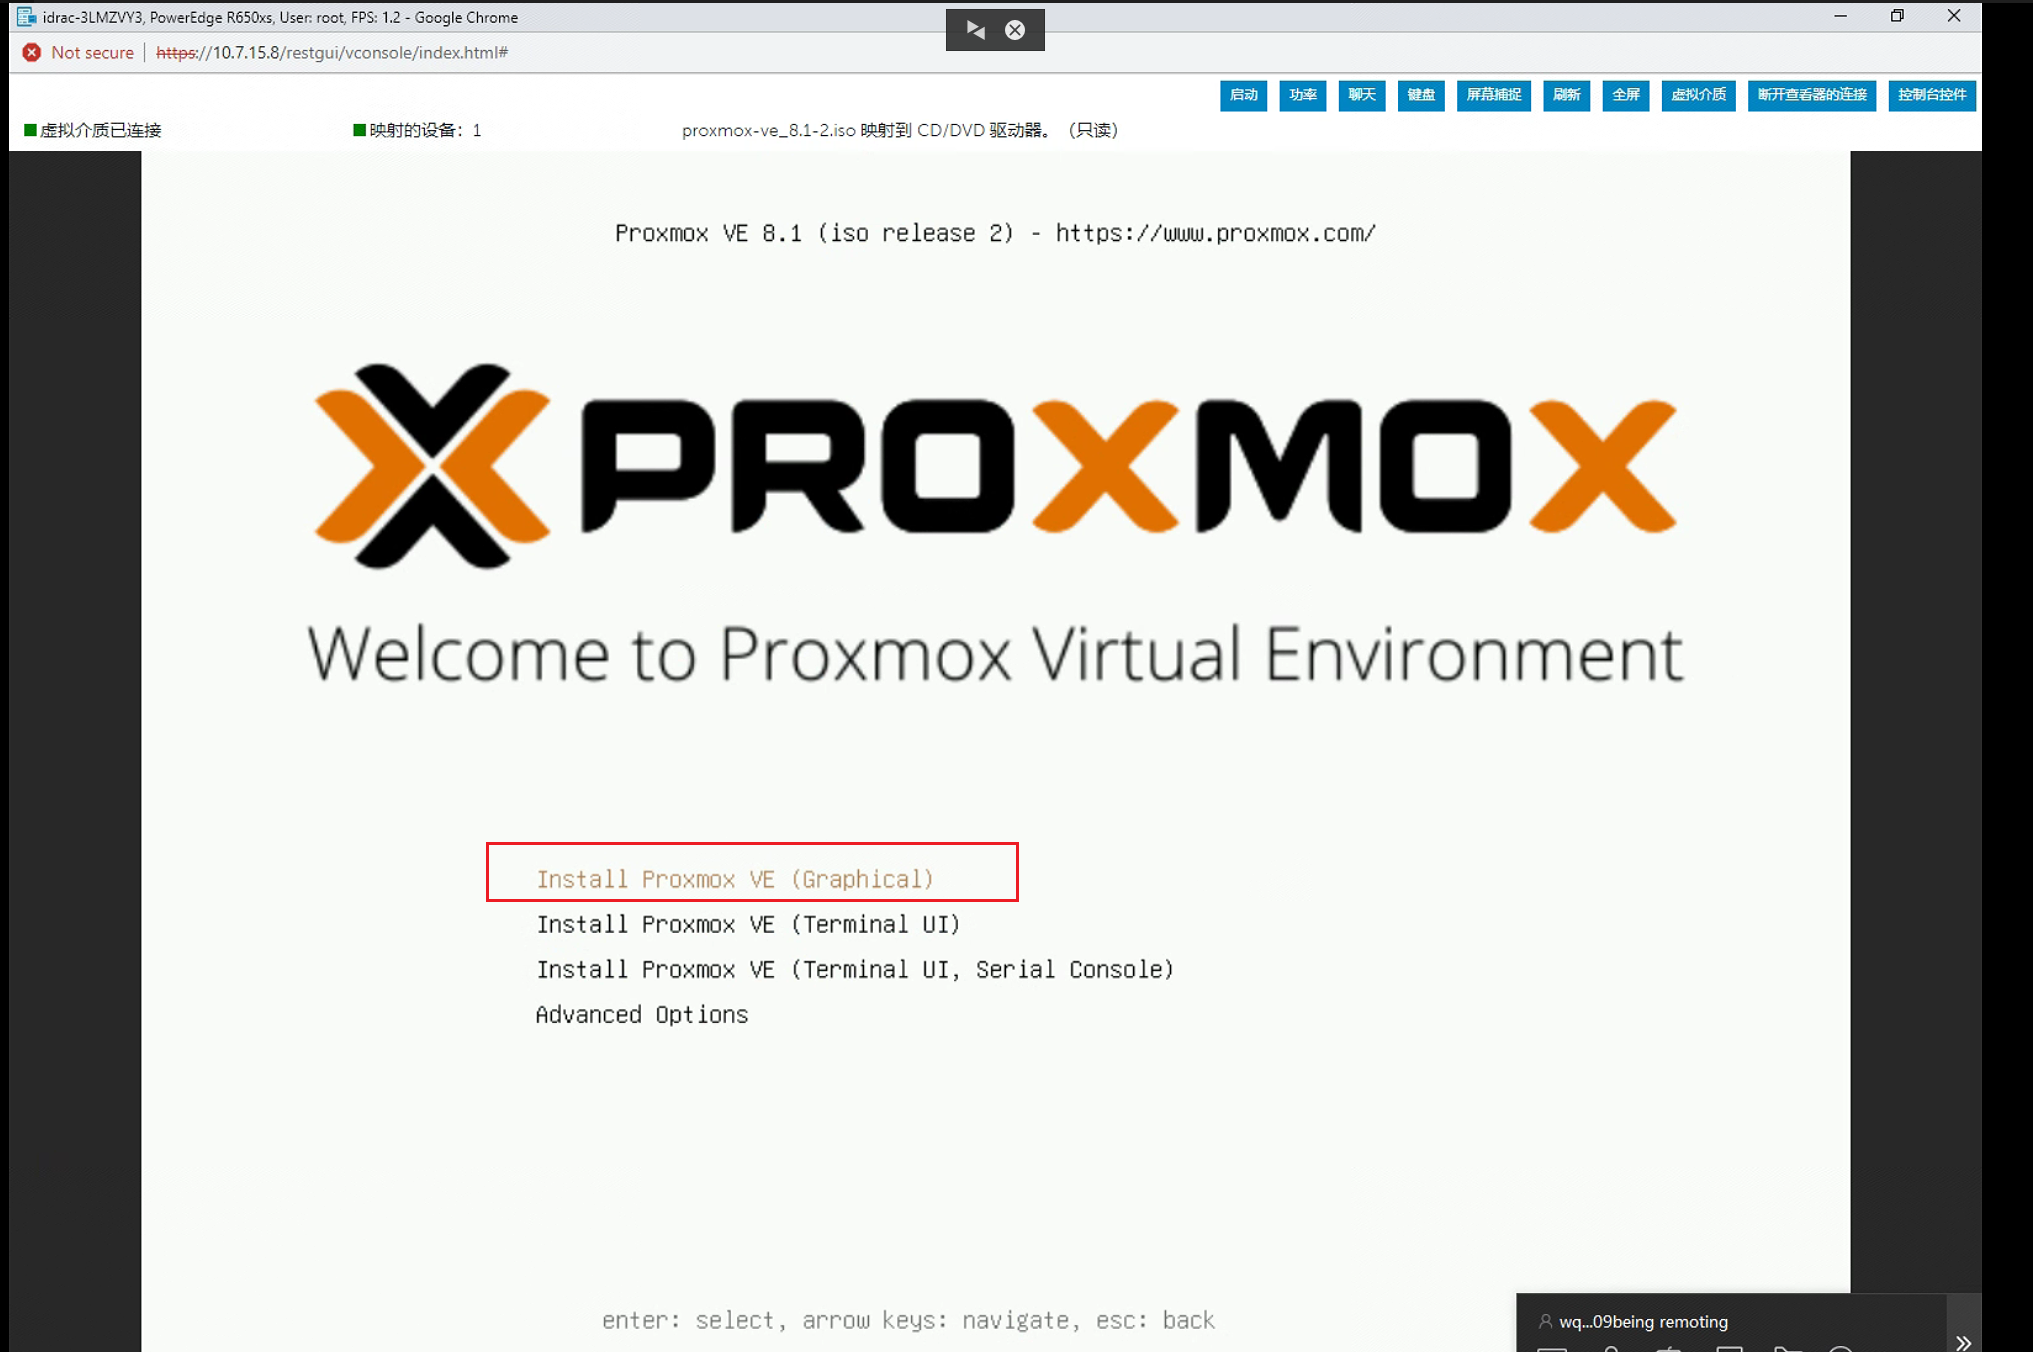 idrac-3LMZVY3, PowerEdge R650xs, User: root, FPS: 1.2 - Google Chrome
Not secure | https://10.7.15.8/restgui/vconsole/index.html#
启动 功率 聊天 键盘 屏幕捕捉 刷新 全屏 虚拟介质 断开查看器的连接 控制台控件
虚拟介质已连接 映射的设备：1 proxmox-ve_8.1-2.iso 映射到 CD/DVD 驱动器。（只读）
Proxmox VE 8.1 (iso release 2) - https://www.proxmox.com/
PROXMOX
Welcome to Proxmox Virtual Environment
Install Proxmox VE (Graphical)
Install Proxmox VE (Terminal UI)
Install Proxmox VE (Terminal UI, Serial Console)
Advanced Options
enter: select, arrow keys: navigate, esc: back
wq...09being remoting